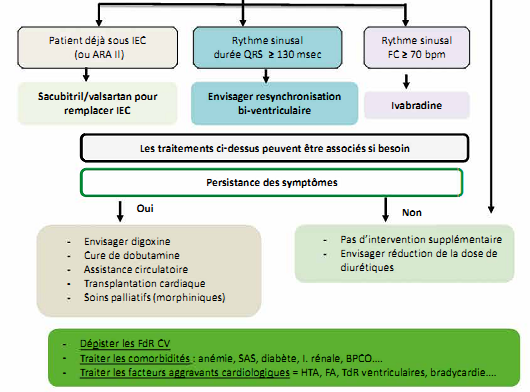 Patient déjà sous IEC
(ou ARA II)
Rythme sinusal
durée QRS ≥ 130 msec
Rythme sinusal
FC ≥ 70 bpm
Sacubitril/valsartan pour
remplacer IEC
Envisager resynchronisation
bi-ventriculaire
Ivabradine
Les traitements ci-dessus peuvent être associés si besoin
Persistance des symptômes
Oui
Non
- Envisager digoxine
- Cure de dobutamine
- Assistance circulatoire
- Transplantation cardiaque
- Soins palliatifs (morphiniques)
- Pas d'intervention supplémentaire
- Envisager réduction de la dose de
diurétiques
- Dépister les FdR CV
- Traiter les comorbidités : anémie, SAS, diabète, I. rénale, BPCO....
- Traiter les facteurs aggravants cardiologiques = HTA, FA, TdR ventriculaires, bradycardie....